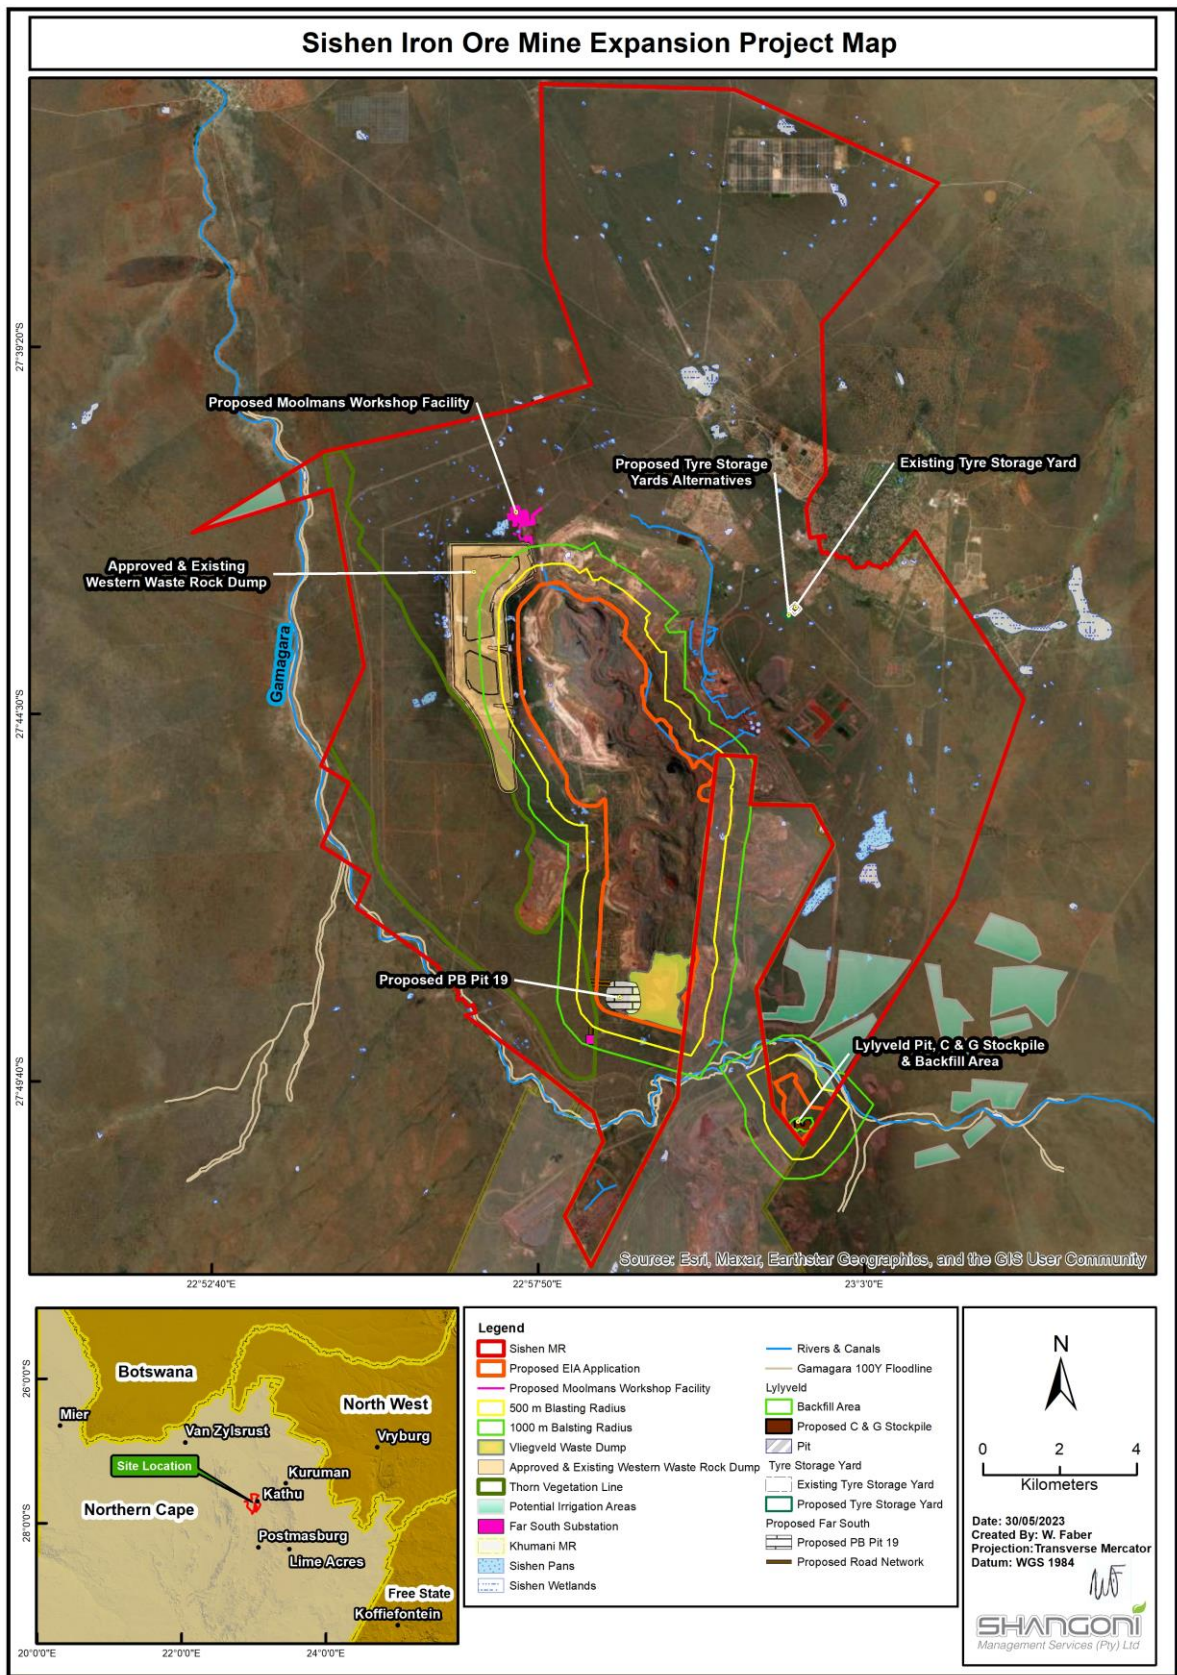 Sishen Iron Ore Mine Expansion Project Map
27°39'20"S
27°44'30"S
27°49'40"S
Proposed Moolmans Workshop Facility
Proposed Tyre Storage
Yards Alternatives
Existing Tyre Storage Yard
Approved & Existing
Western Waste Rock Dump
Gamagara
Proposed PB Pit 19
Lylyveld Pit, C & G Stockpile
& Backfill Area
Source: Esri, Maxar, Earthstar Geographics, and the GIS User Community
22°52'40"E
22°57'50"E
23°3'0"E
26°0'0"S
28°0'0"S
Botswana
North West
Mier
Van Zylsrust
Vryburg
Site Location
Kuruman
Kathu
Northern Cape
Postmasburg
Lime Acres
Free State
Koffiefontein
20°0'0"E
22°0'0"E
24°0'0"E
Legend
Sishen MR
Proposed EIA Application
Proposed Moolmans Workshop Facility
500 m Blasting Radius
1000 m Balsting Radius
Vliegveld Waste Dump
Approved & Existing Western Waste Rock Dump
Thorn Vegetation Line
Potential Irrigation Areas
Far South Substation
Khumani MR
Sishen Pans
Sishen Wetlands
Rivers & Canals
Gamagara 100Y Floodline
Lylyveld
Backfill Area
Proposed C & G Stockpile
Pit
Tyre Storage Yard
Existing Tyre Storage Yard
Proposed Tyre Storage Yard
Proposed Far South
Proposed PB Pit 19
Proposed Road Network
N
0 2 4
Kilometers
Date: 30/05/2023
Created By: W. Faber
Projection: Transverse Mercator
Datum: WGS 1984
SHANGONI
Management Services (Pty) Ltd